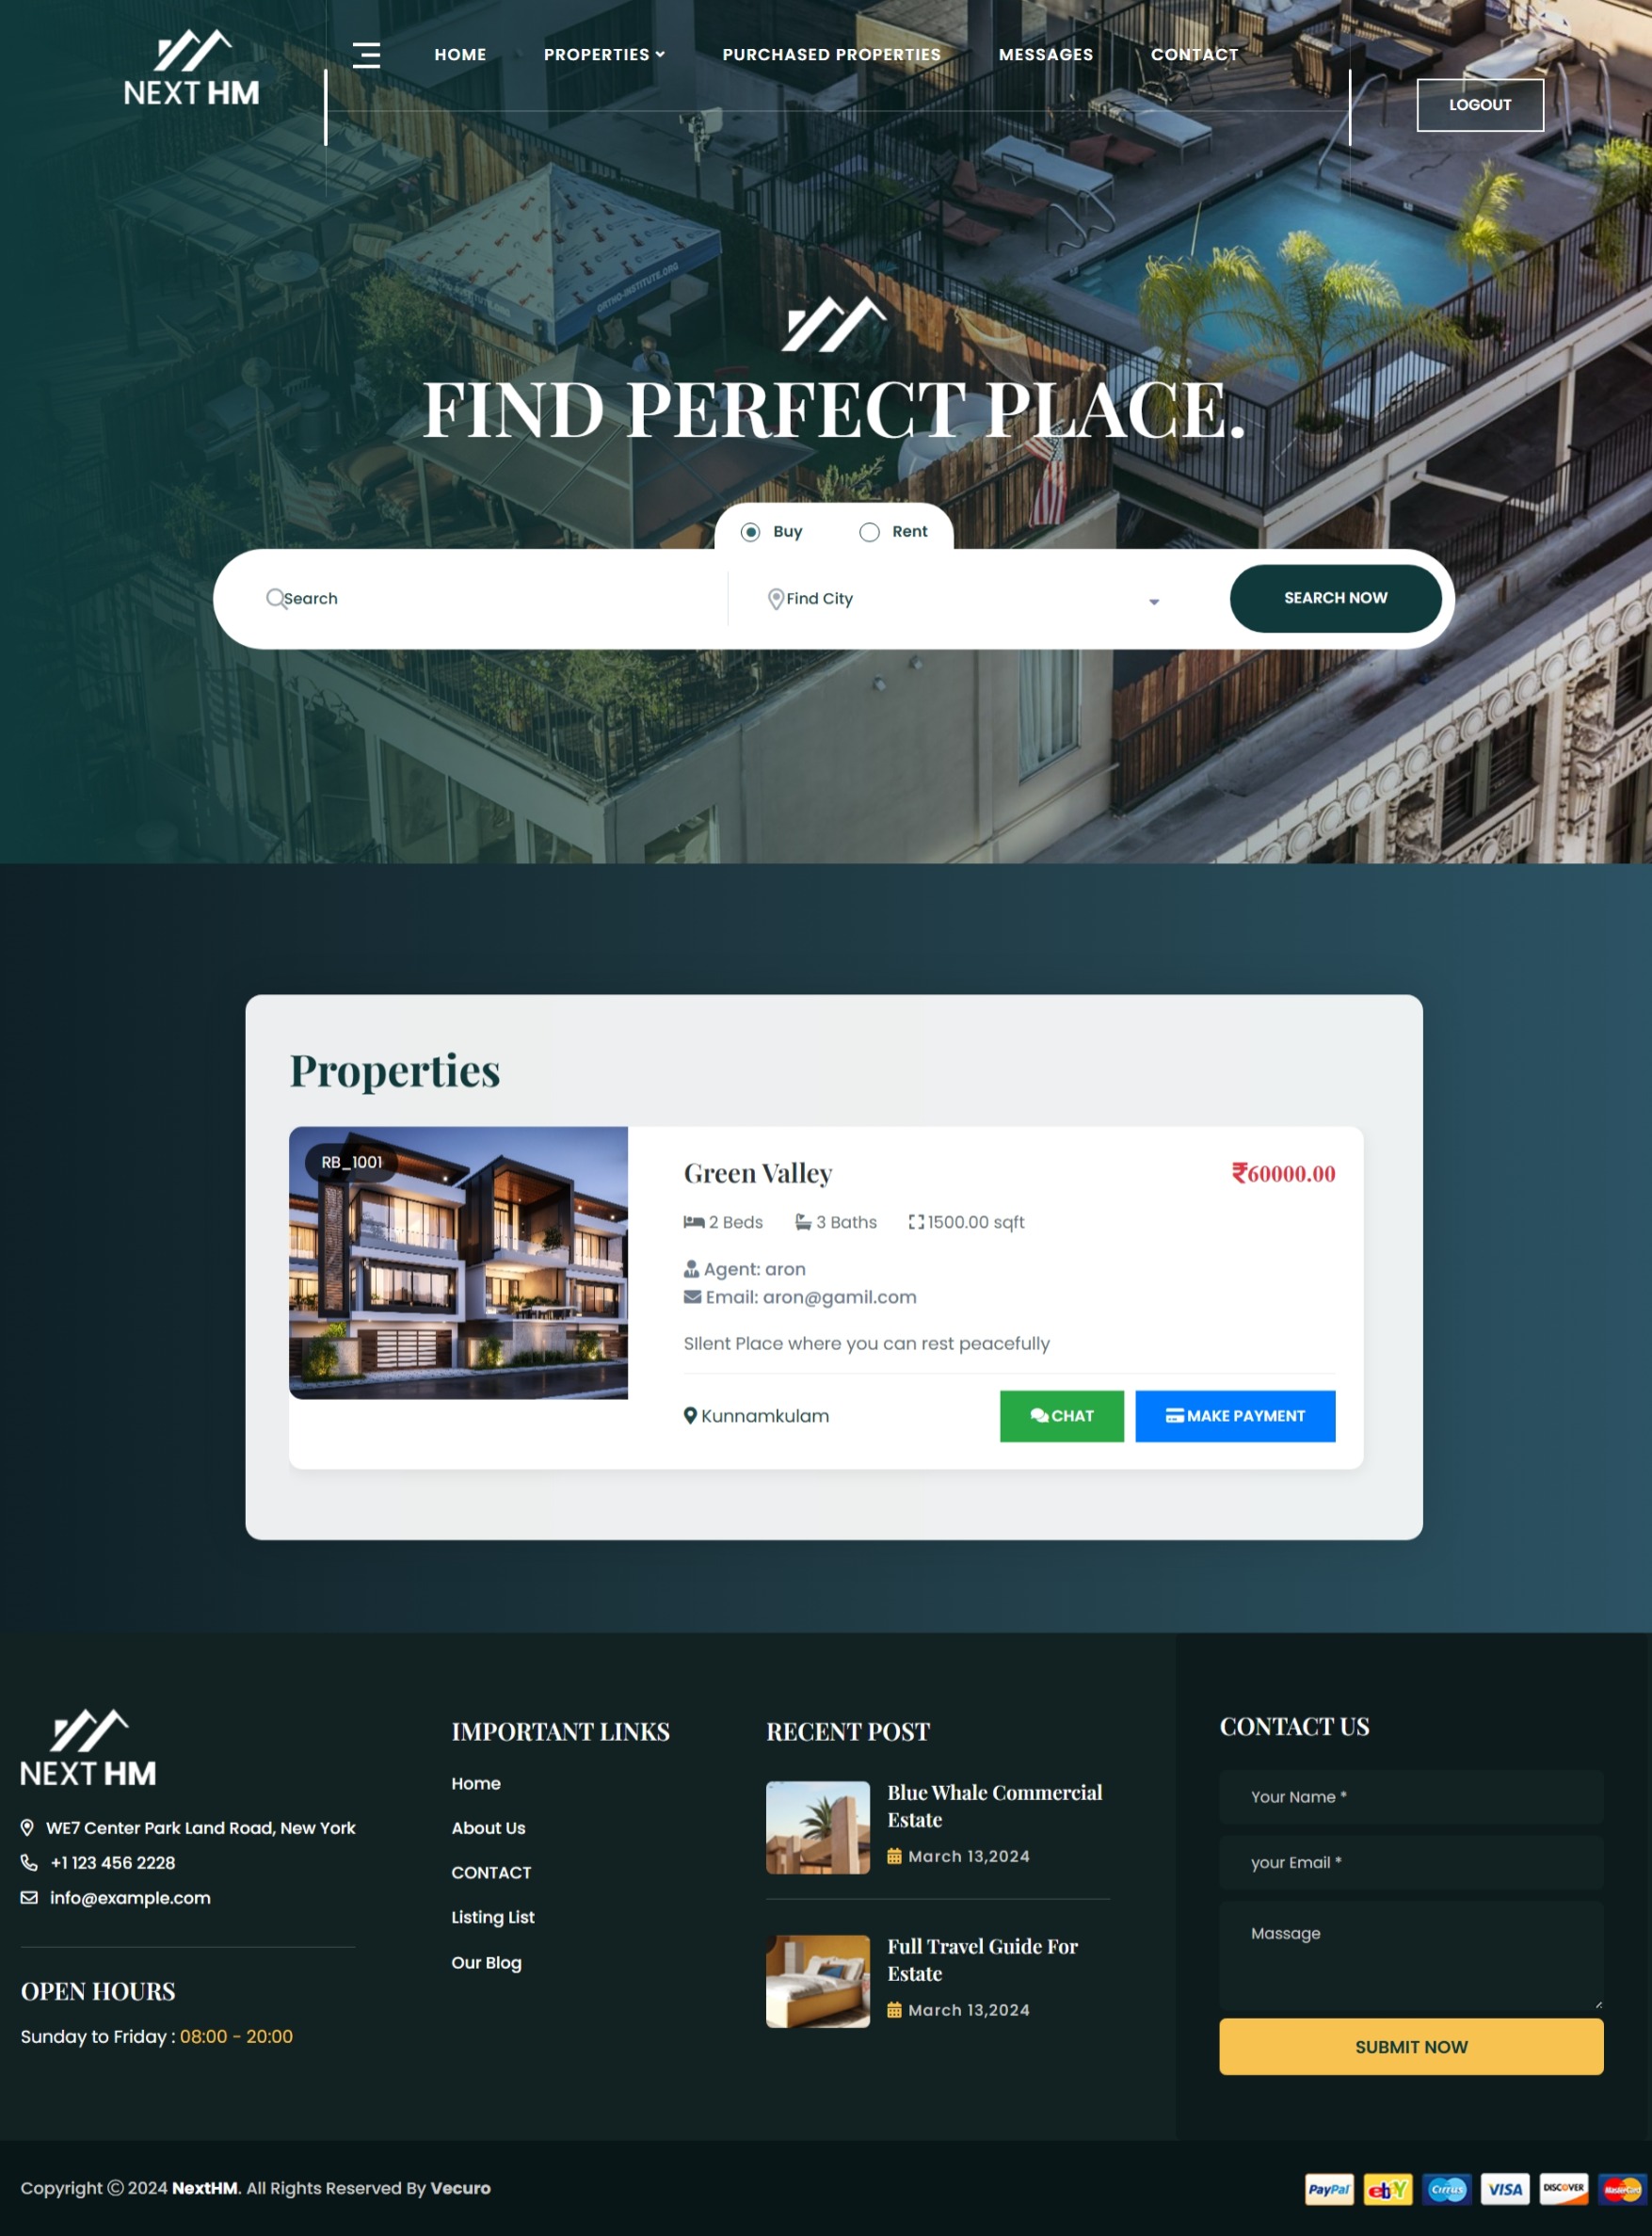 NEXT HM
HOME
PROPERTIES
PURCHASED PROPERTIES
MESSAGES
CONTACT
LOGOUT
ORTHO-INSTITUTE.ORG
FIND PERFECT PLACE.
Buy
Rent
Search
Find City
SEARCH NOW
Properties
RB_1001
Green Valley
₹60000.00
2 Beds
3 Baths
1500.00 sqft
Agent: aron
Email: aron@gamil.com
SIlent Place where you can rest peacefully
Kunnamkulam
CHAT
MAKE PAYMENT
NEXT HM
WE7 Center Park Land Road, New York
+1 123 456 2228
info@example.com
OPEN HOURS
Sunday to Friday : 08:00 - 20:00
IMPORTANT LINKS
Home
About Us
CONTACT
Listing List
Our Blog
RECENT POST
Blue Whale Commercial
Estate
March 13,2024
Full Travel Guide For
Estate
March 13,2024
CONTACT US
Your Name *
your Email *
Massage
SUBMIT NOW
Copyright © 2024 NextHM. All Rights Reserved By Vecuro
PayPal
ebY
Cirrus
VISA
DISCOVER
MasterCard